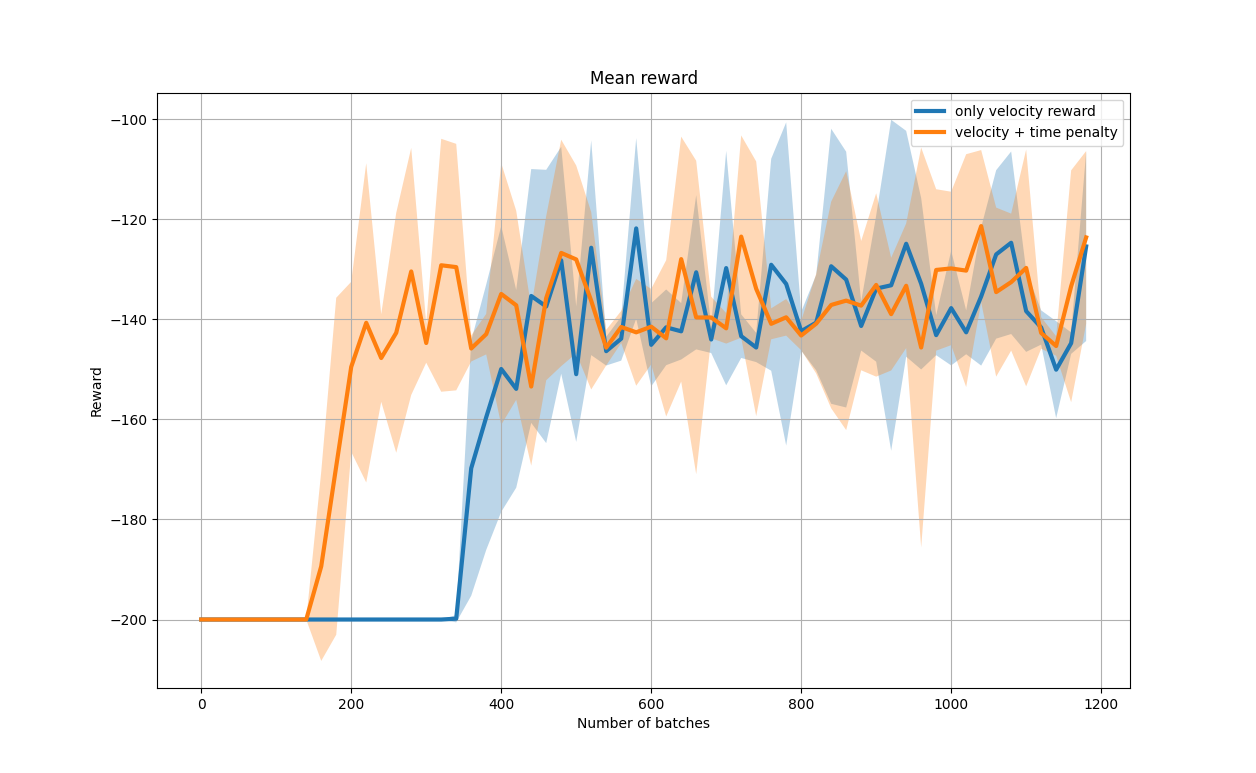 Mean reward
only velocity reward
velocity + time penalty
Reward
−100
−120
−140
−160
−180
−200
0 200 400 600 800 1000 1200
Number of batches